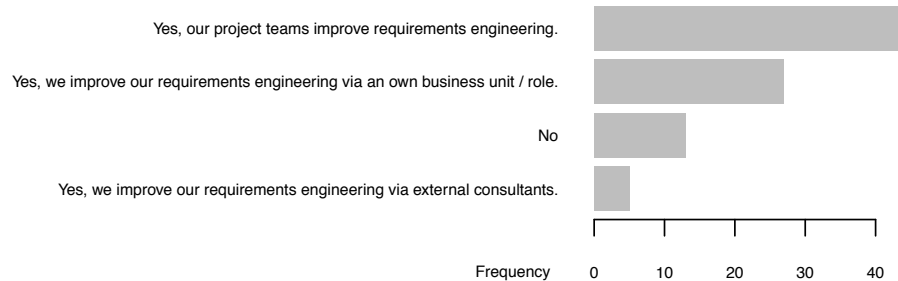 Yes, our project teams improve requirements engineering.
Yes, we improve our requirements engineering via an own business unit / role.
No
Yes, we improve our requirements engineering via external consultants.
Frequency 0 10 20 30 40